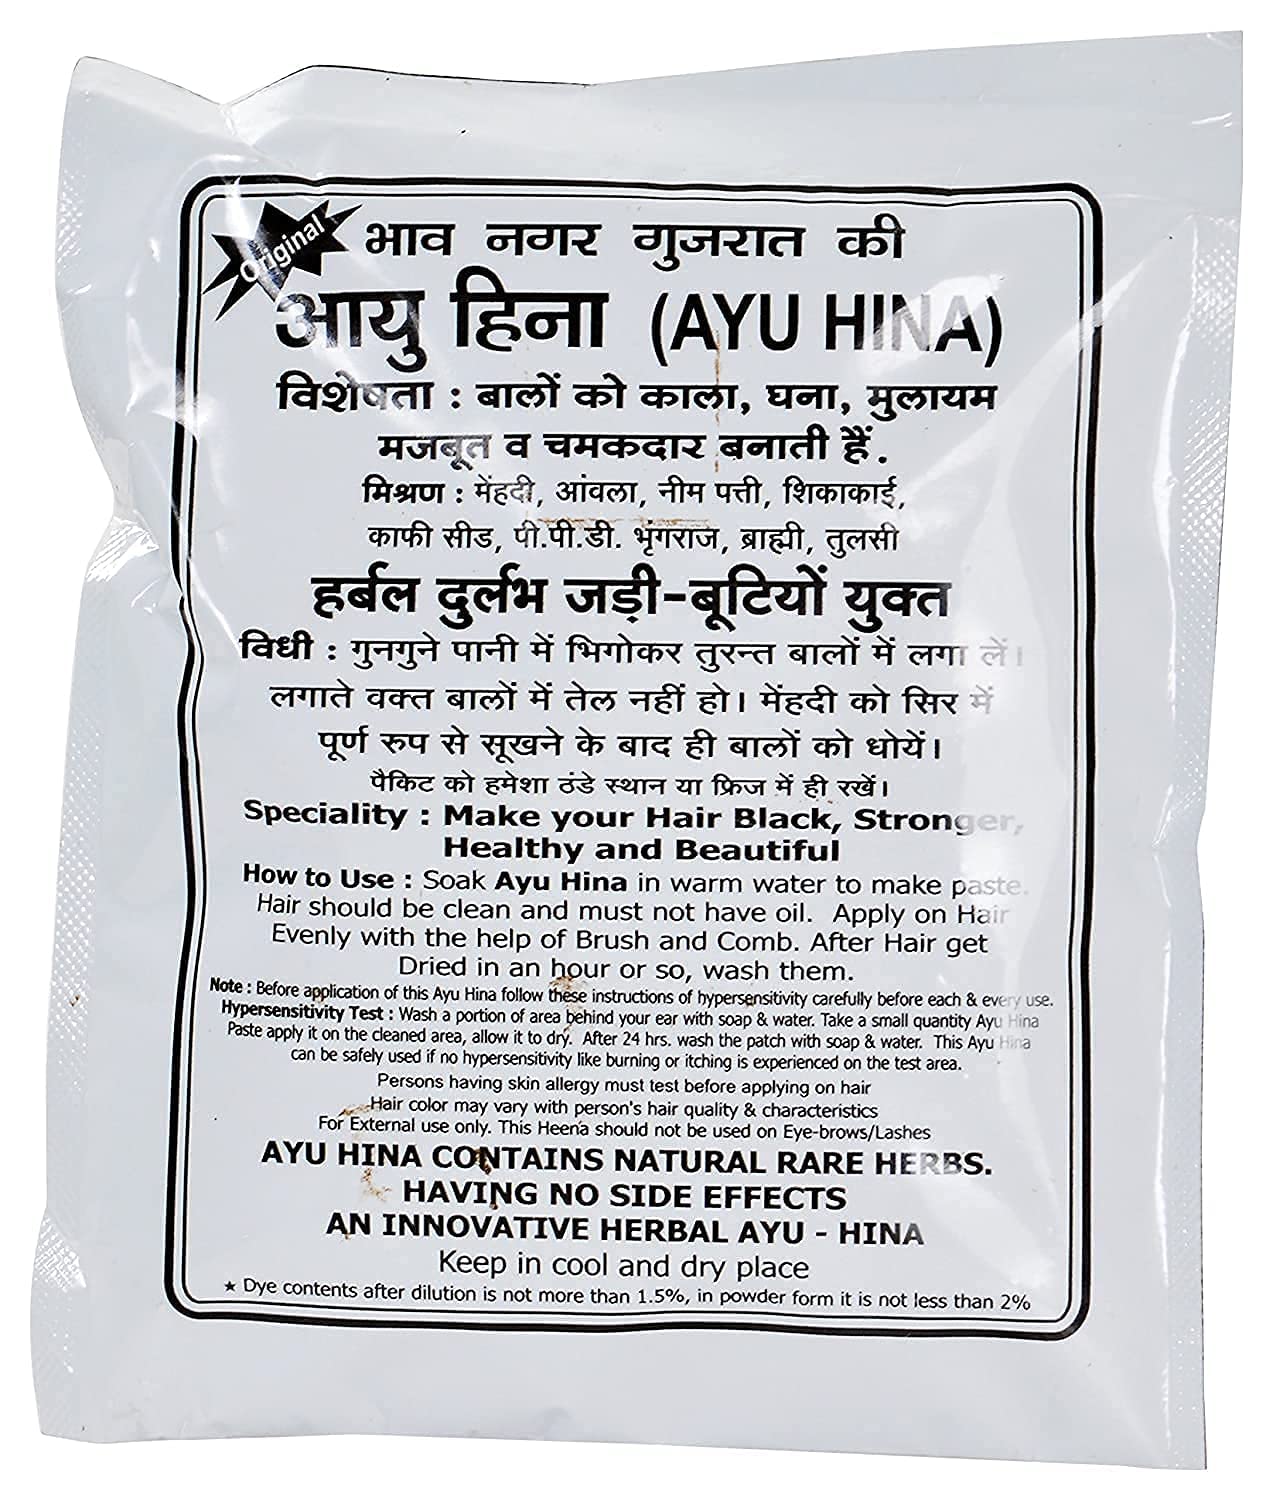 Original
भाव नगर गुजरात की
आयु हिना (AYU HINA)
विशेषता : बालों को काला, घना, मुलायम
मजबूत व चमकदार बनाती हैं.
मिश्रण : मेंहदी, आंवला, नीम पत्ती, शिकाकाई,
काफी सीड, पी.पी.डी. भृंगराज, ब्राह्मी, तुलसी
हर्बल दुर्लभ जड़ी-बूटियों युक्त
विधी : गुनगुने पानी में भिगोकर तुरन्त बालों में लगा लें।
लगाते वक्त बालों में तेल नहीं हो। मेंहदी को सिर में
पूर्ण रुप से सूखने के बाद ही बालों को धोयें।
पैकिट को हमेशा ठंडे स्थान या फ्रिज में ही रखें।
Speciality : Make your Hair Black, Stronger,
Healthy and Beautiful
How to Use : Soak Ayu Hina in warm water to make paste.
Hair should be clean and must not have oil. Apply on Hair
Evenly with the help of Brush and Comb. After Hair get
Dried in an hour or so, wash them.
Note : Before application of this Ayu Hina follow these instructions of hypersensitivity carefully before each & every use.
Hypersensitivity Test : Wash a portion of area behind your ear with soap & water. Take a small quantity Ayu Hina
Paste apply it on the cleaned area, allow it to dry. After 24 hrs. wash the patch with soap & water. This Ayu Hina
can be safely used if no hypersensitivity like burning or itching is experienced on the test area.
Persons having skin allergy must test before applying on hair
Hair color may vary with person's hair quality & characteristics
For External use only. This Heena should not be used on Eye-brows/Lashes
AYU HINA CONTAINS NATURAL RARE HERBS.
HAVING NO SIDE EFFECTS
AN INNOVATIVE HERBAL AYU - HINA
Keep in cool and dry place
★ Dye contents after dilution is not more than 1.5%, in powder form it is not less than 2%